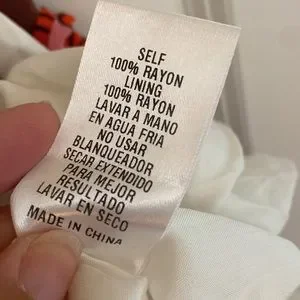 SELF
100% RAYON
LINING
100% RAYON
LAVAR A MANO
EN AGUA FRIA
NO USAR
BLANQUEADOR
SECAR EXTENDIDO
PARA MEJOR
RESULTADO
LAVAR EN SECO
MADE IN CHINA